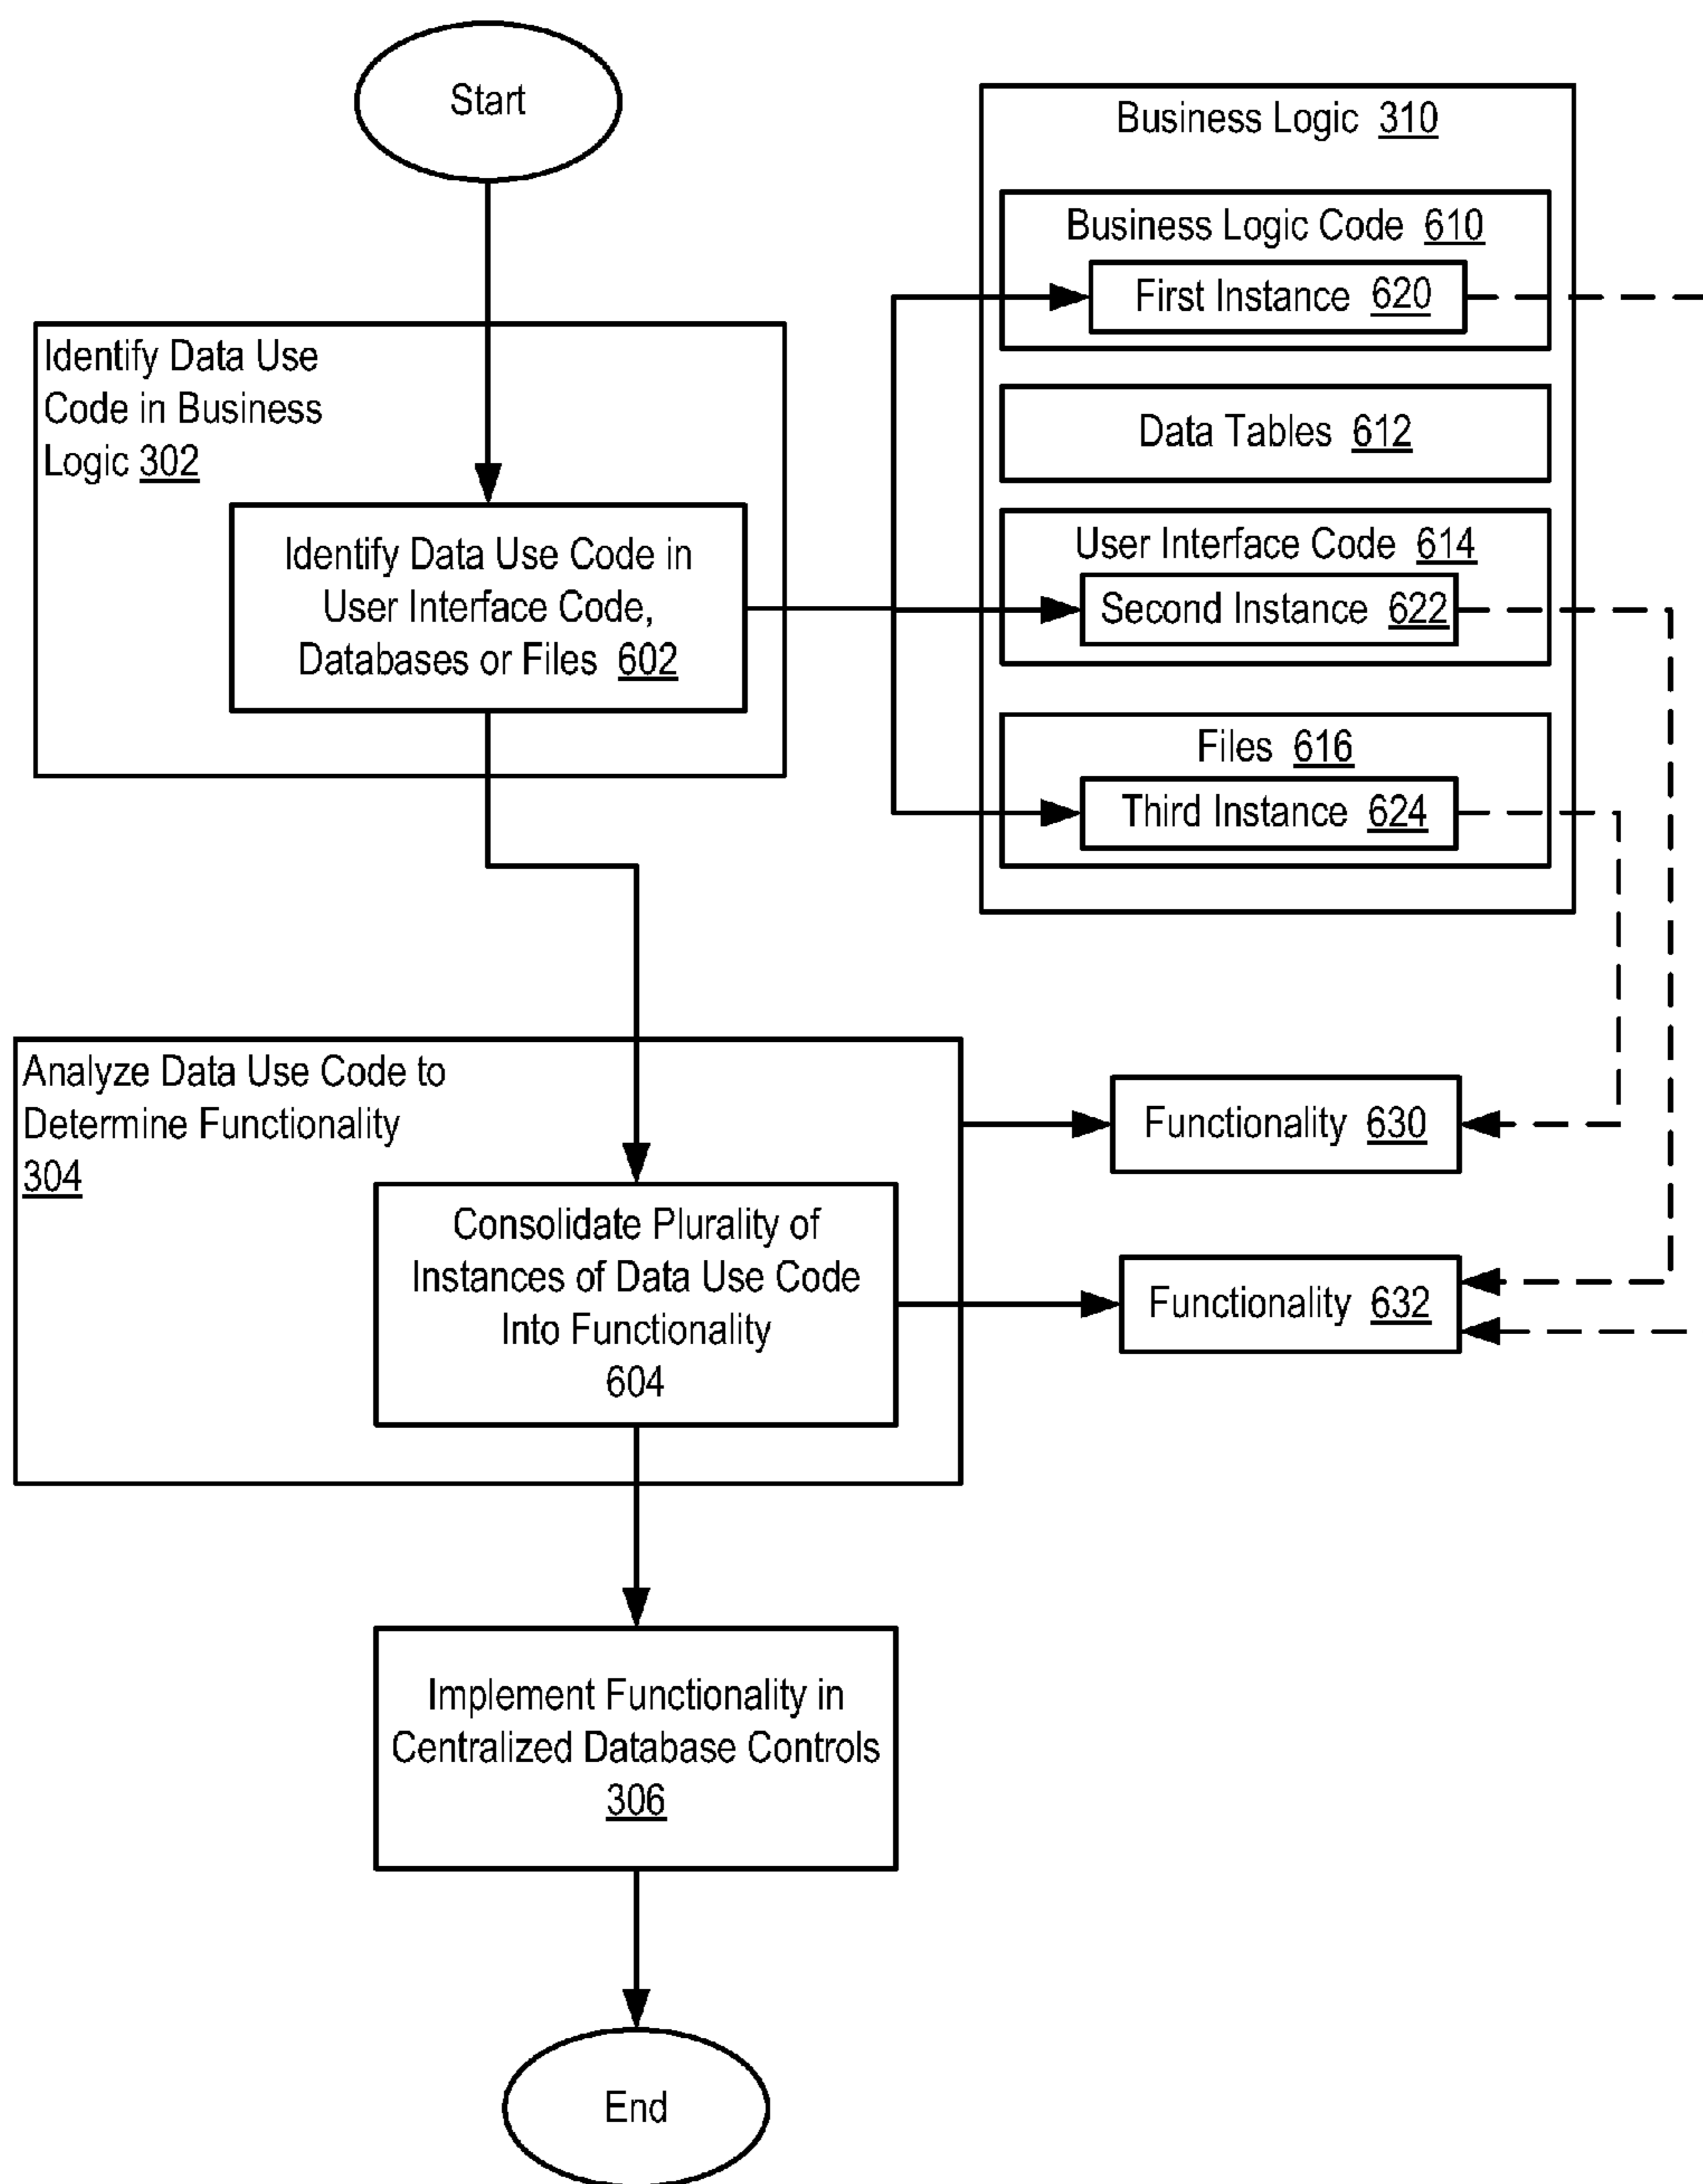 Start
Identify Data Use
Code in Business
Logic 302
Identify Data Use Code in
User Interface Code,
Databases or Files 602
Business Logic 310
Business Logic Code 610
First Instance 620
Data Tables 612
User Interface Code 614
Second Instance 622
Files 616
Third Instance 624
Analyze Data Use Code to
Determine Functionality
304
Consolidate Plurality of
Instances of Data Use Code
Into Functionality
604
Functionality 630
Functionality 632
Implement Functionality in
Centralized Database Controls
306
End